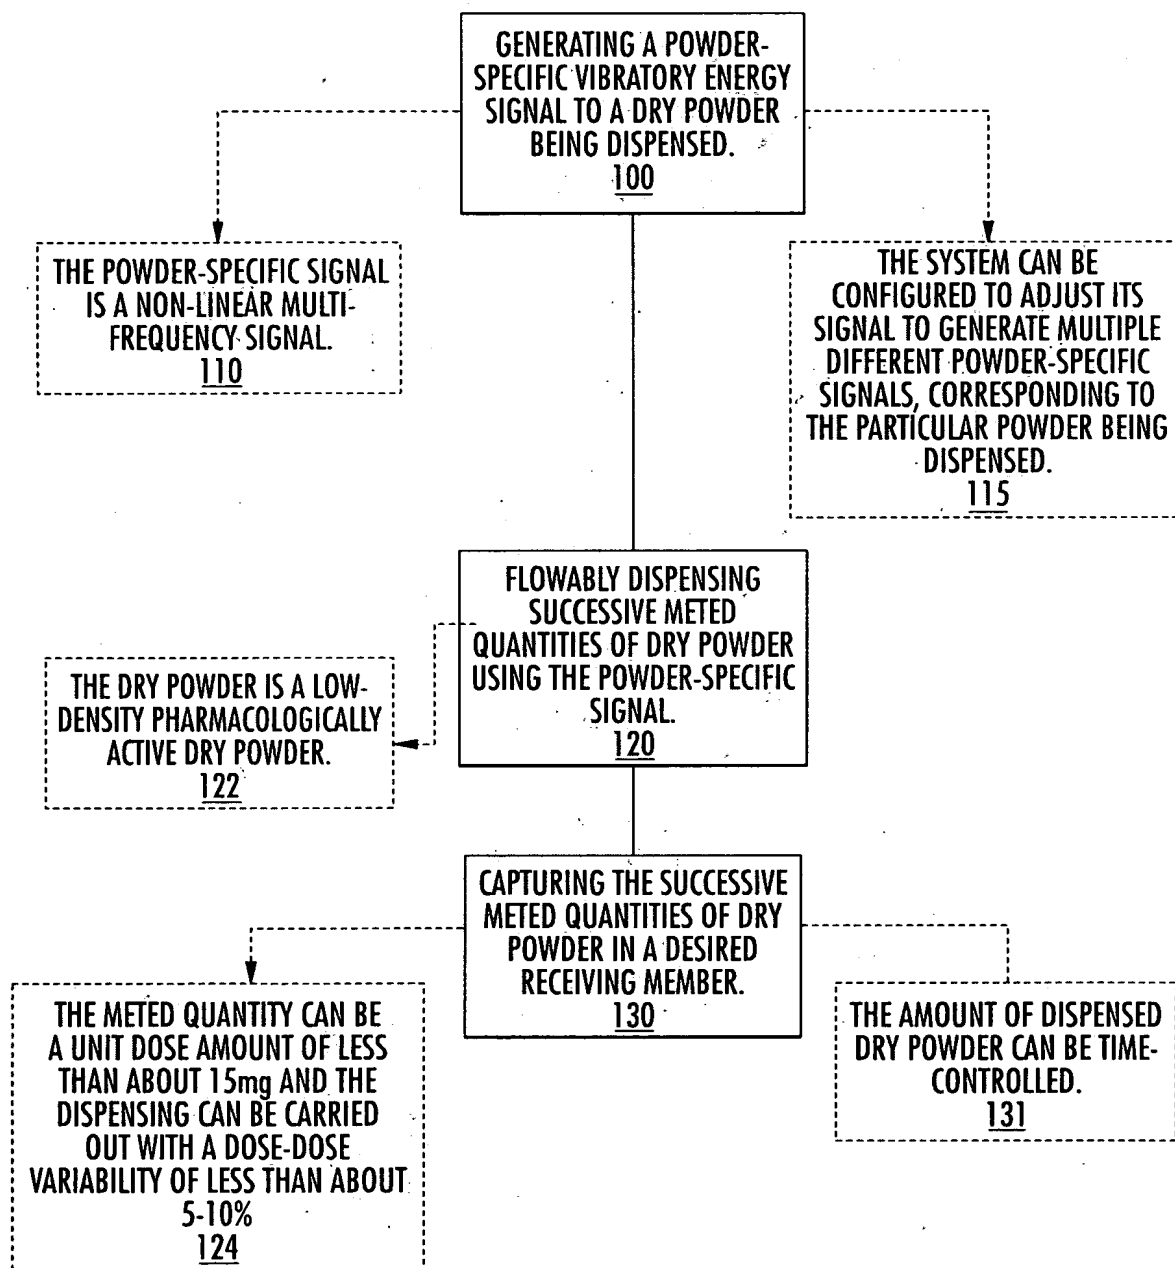 GENERATING A POWDER-
SPECIFIC VIBRATORY ENERGY
SIGNAL TO A DRY POWDER
BEING DISPENSED.
100
THE POWDER-SPECIFIC SIGNAL
IS A NON-LINEAR MULTI-
FREQUENCY SIGNAL.
110
THE SYSTEM CAN BE
CONFIGURED TO ADJUST ITS
SIGNAL TO GENERATE MULTIPLE
DIFFERENT POWDER-SPECIFIC
SIGNALS, CORRESPONDING TO
THE PARTICULAR POWDER BEING
DISPENSED.
115
FLOWABLY DISPENSING
SUCCESSIVE METED
QUANTITIES OF DRY POWDER
USING THE POWDER-SPECIFIC
SIGNAL.
120
THE DRY POWDER IS A LOW-
DENSITY PHARMACOLOGICALLY
ACTIVE DRY POWDER.
122
CAPTURING THE SUCCESSIVE
METED QUANTITIES OF DRY
POWDER IN A DESIRED
RECEIVING MEMBER.
130
THE METED QUANTITY CAN BE
A UNIT DOSE AMOUNT OF LESS
THAN ABOUT 15mg AND THE
DISPENSING CAN BE CARRIED
OUT WITH A DOSE-DOSE
VARIABILITY OF LESS THAN ABOUT
5-10%
124
THE AMOUNT OF DISPENSED
DRY POWDER CAN BE TIME-
CONTROLLED.
131